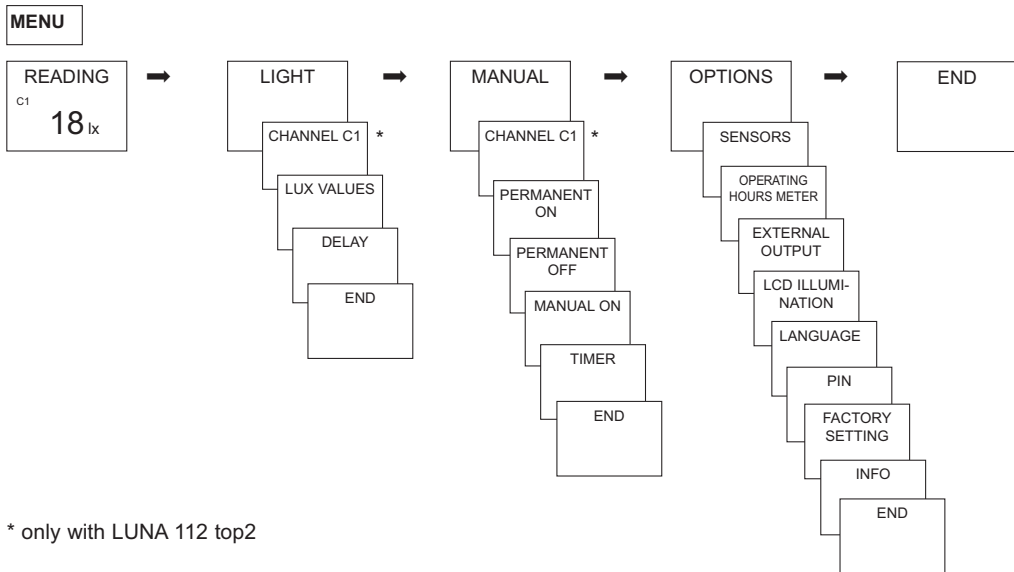 MENU
READING
C1
18 lx
LIGHT
CHANNEL C1 *
LUX VALUES
DELAY
END
MANUAL
CHANNEL C1 *
PERMANENT
ON
PERMANENT
OFF
MANUAL ON
TIMER
END
OPTIONS
SENSORS
OPERATING
HOURS METER
EXTERNAL
OUTPUT
LCD ILLUMI-
NATION
LANGUAGE
PIN
FACTORY
SETTING
INFO
END
END
* only with LUNA 112 top2